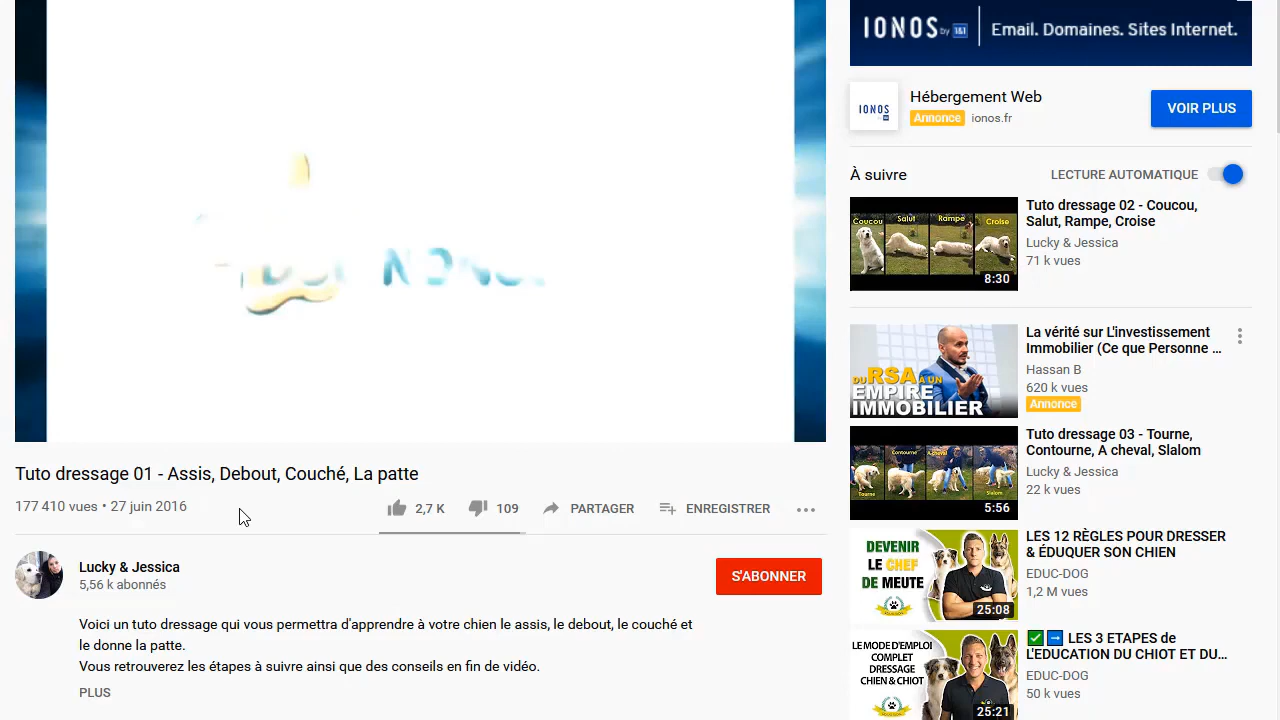 IONOS by 1&1 Email. Domaines. Sites Internet.
IONOS
Hébergement Web
Annonce ionos.fr
VOIR PLUS
À suivre
LECTURE AUTOMATIQUE
Coucou Salut Rampe Croise
8:30
Tuto dressage 02 - Coucou,
Salut, Rampe, Croise
Lucky & Jessica
71 k vues
DU RSA À UN
EMPIRE
IMMOBILIER
La vérité sur L'investissement
Immobilier (Ce que Personne ...
Hassan B
620 k vues
Annonce
Contourne A cheval
Tourne Slalom
5:56
Tuto dressage 03 - Tourne,
Contourne, A cheval, Slalom
Lucky & Jessica
22 k vues
DEVENIR
LE CHEF
DE MEUTE
25:08
LES 12 RÈGLES POUR DRESSER
& ÉDUQUER SON CHIEN
EDUC-DOG
1,2 M vues
LE MODE D'EMPLOI
COMPLET
DRESSAGE
CHIEN & CHIOT
25:21
✅➡️ LES 3 ETAPES de
L'EDUCATION DU CHIOT ET DU...
EDUC-DOG
50 k vues
Tuto dressage 01 - Assis, Debout, Couché, La patte
177 410 vues • 27 juin 2016
2,7 K 109 PARTAGER ENREGISTRER
Lucky & Jessica
5,56 k abonnés
S'ABONNER
Voici un tuto dressage qui vous permettra d'apprendre à votre chien le assis, le debout, le couché et
le donne la patte.
Vous retrouverez les étapes à suivre ainsi que des conseils en fin de vidéo.
PLUS